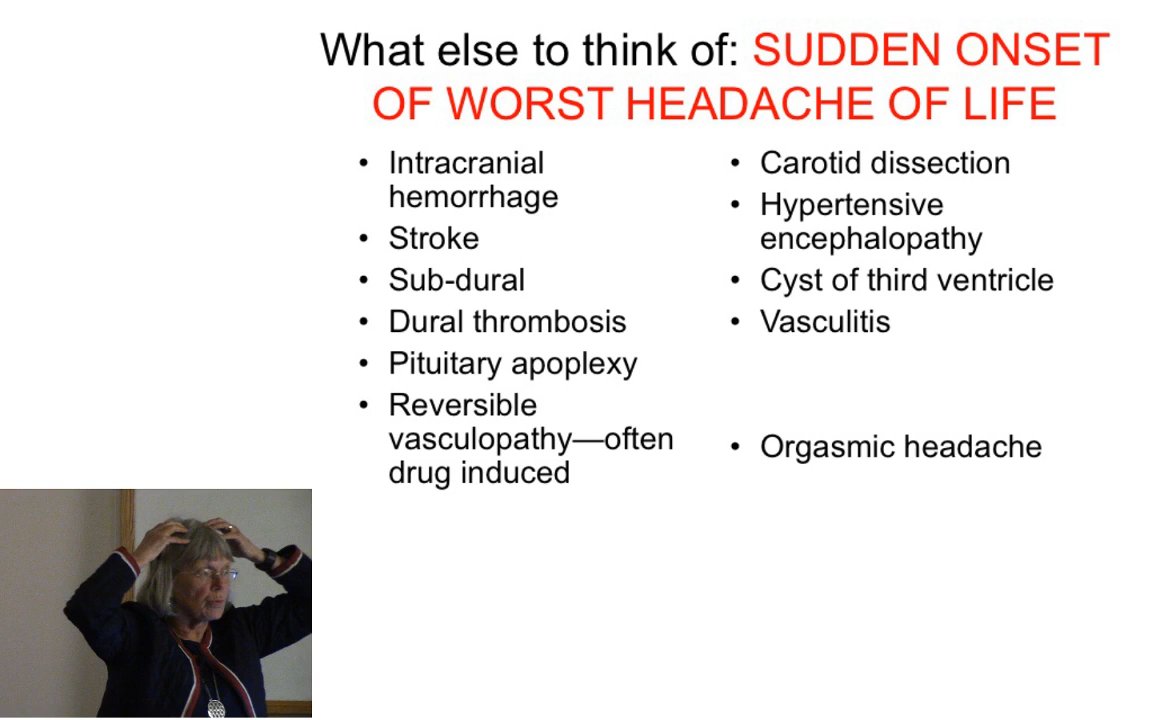 What else to think of: SUDDEN ONSET
OF WORST HEADACHE OF LIFE
• Intracranial
hemorrhage
• Stroke
• Sub-dural
• Dural thrombosis
• Pituitary apoplexy
• Reversible
vasculopathy—often
drug induced
• Carotid dissection
• Hypertensive
encephalopathy
• Cyst of third ventricle
• Vasculitis
• Orgasmic headache